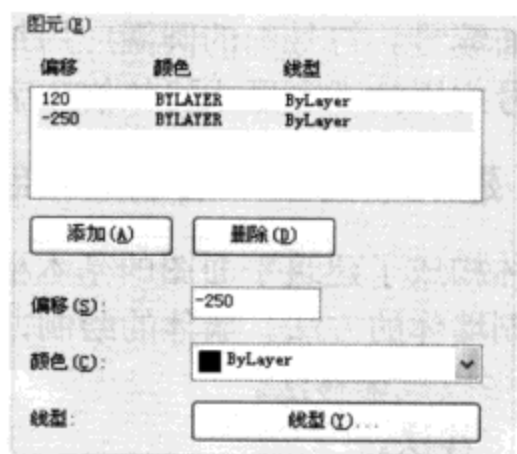 图元(E)
偏移 颜色 线型
120 BYLAYER ByLayer
-250 BYLAYER ByLayer
添加(A) 删除(D)
偏移(S): -250
颜色(C): ByLayer
线型: 线型(Y)...